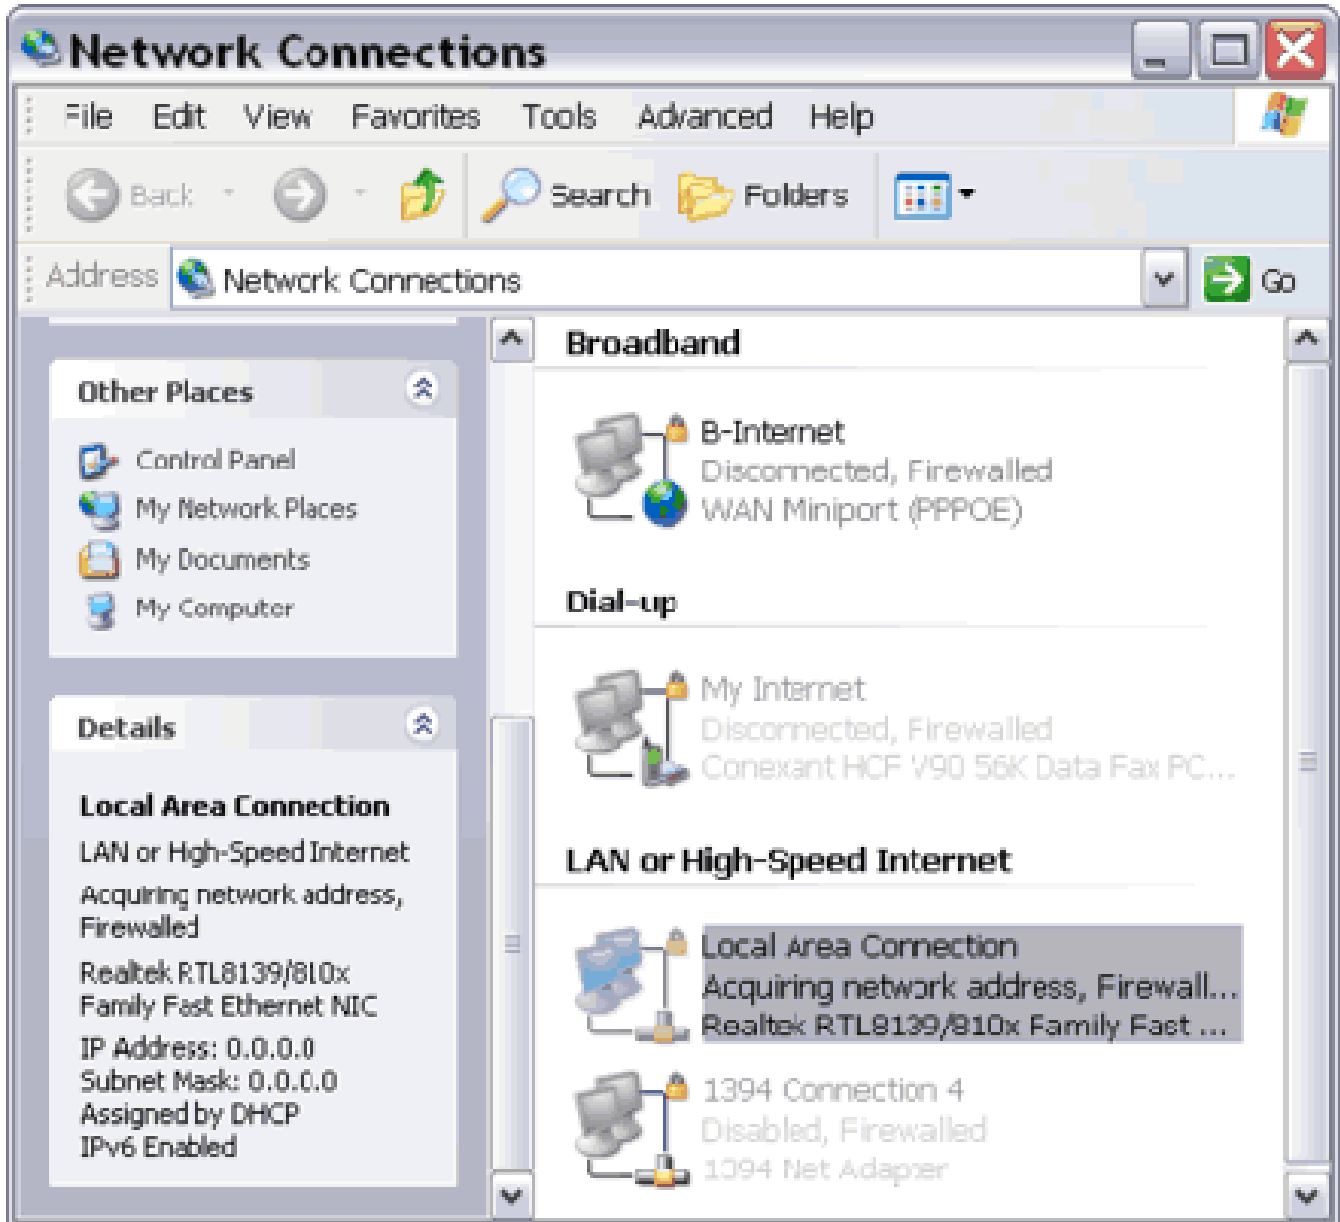 Network Connections
File Edit View Favorites Tools Advanced Help
Back Search Folders
Address Network Connections Go
Other Places
Control Panel
My Network Places
My Documents
My Computer
Details
Local Area Connection
LAN or High-Speed Internet
Acquiring network address,
Firewalled
Realtek RTL8139/810x
Family Fast Ethernet NIC
IP Address: 0.0.0.0
Subnet Mask: 0.0.0.0
Assigned by DHCP
IPv6 Enabled
Broadband
B-Internet
Disconnected, Firewalled
WAN Miniport (PPPOE)
Dial-up
My Internet
Disconnected, Firewalled
Conexant HCF V90 56K Data Fax PC...
LAN or High-Speed Internet
Local Area Connection
Acquiring network address, Firewall...
Realtek RTL8139/810x Family Fast ...
1394 Connection 4
Disabled, Firewalled
1394 Net Adapter